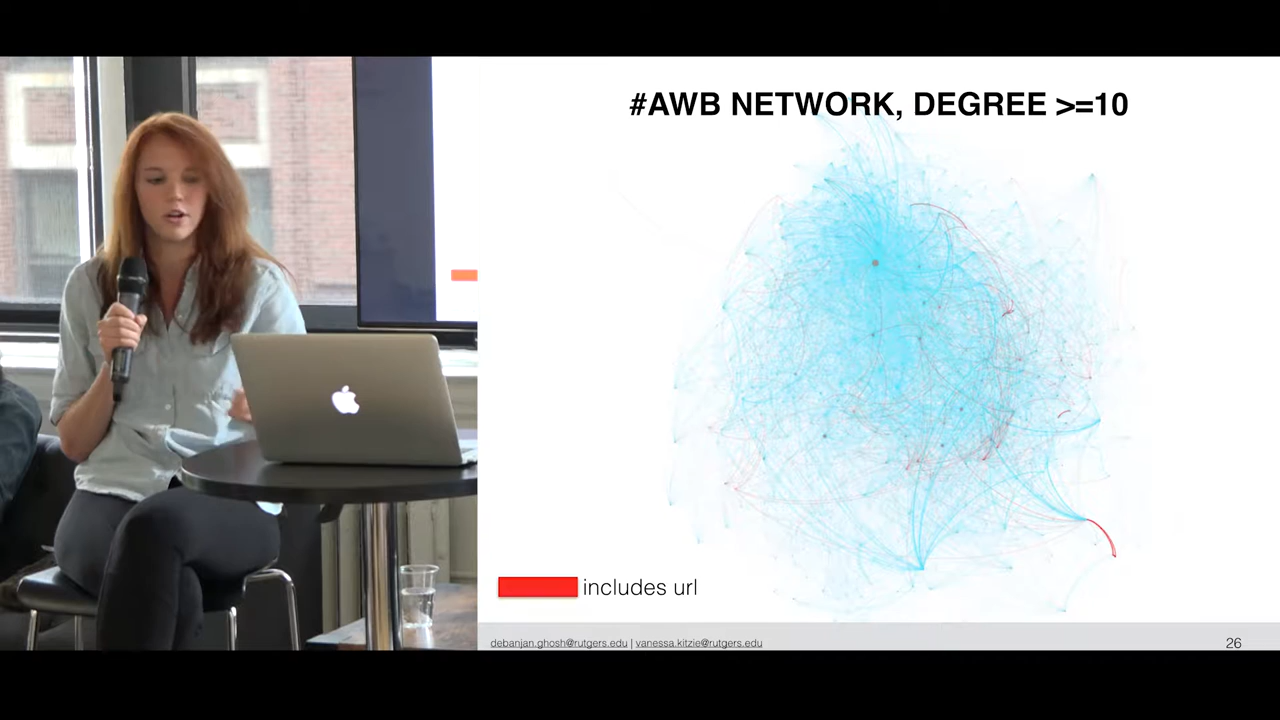 #AWB NETWORK, DEGREE >=10
includes url
debanjan.ghosh@rutgers.edu | vanessa.kitzie@rutgers.edu
26